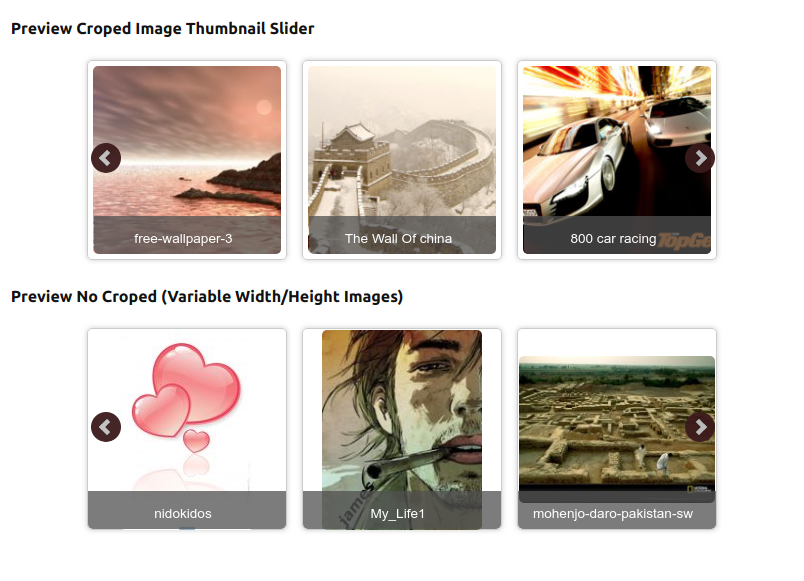 Preview Croped Image Thumbnail Slider
free-wallpaper-3
The Wall Of china
800 car racing
TopGe
Preview No Croped (Variable Width/Height Images)
james
nidokidos
My_Life1
mohenjo-daro-pakistan-sw